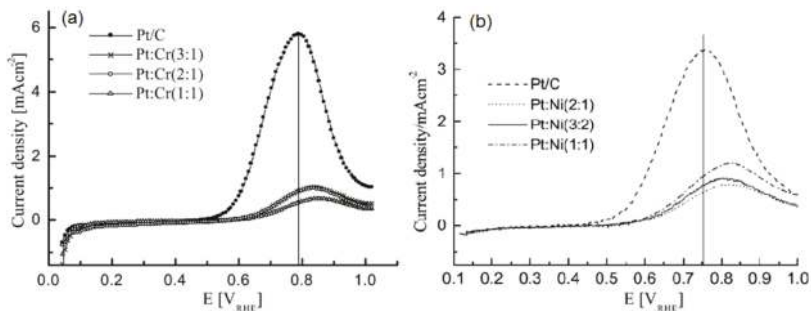 (a)
Pt/C
Pt:Cr(3:1)
Pt:Cr(2:1)
Pt:Cr(1:1)
Current density [mAcm⁻²]
6
4
2
0
0.0 0.2 0.4 0.6 0.8 1.0
E [V_RHE]
(b)
Pt/C
Pt:Ni(2:1)
Pt:Ni(3:2)
Pt:Ni(1:1)
Current density/mAcm⁻²
4
3
2
1
0
0.1 0.2 0.3 0.4 0.5 0.6 0.7 0.8 0.9 1.0
E [V_RHE]